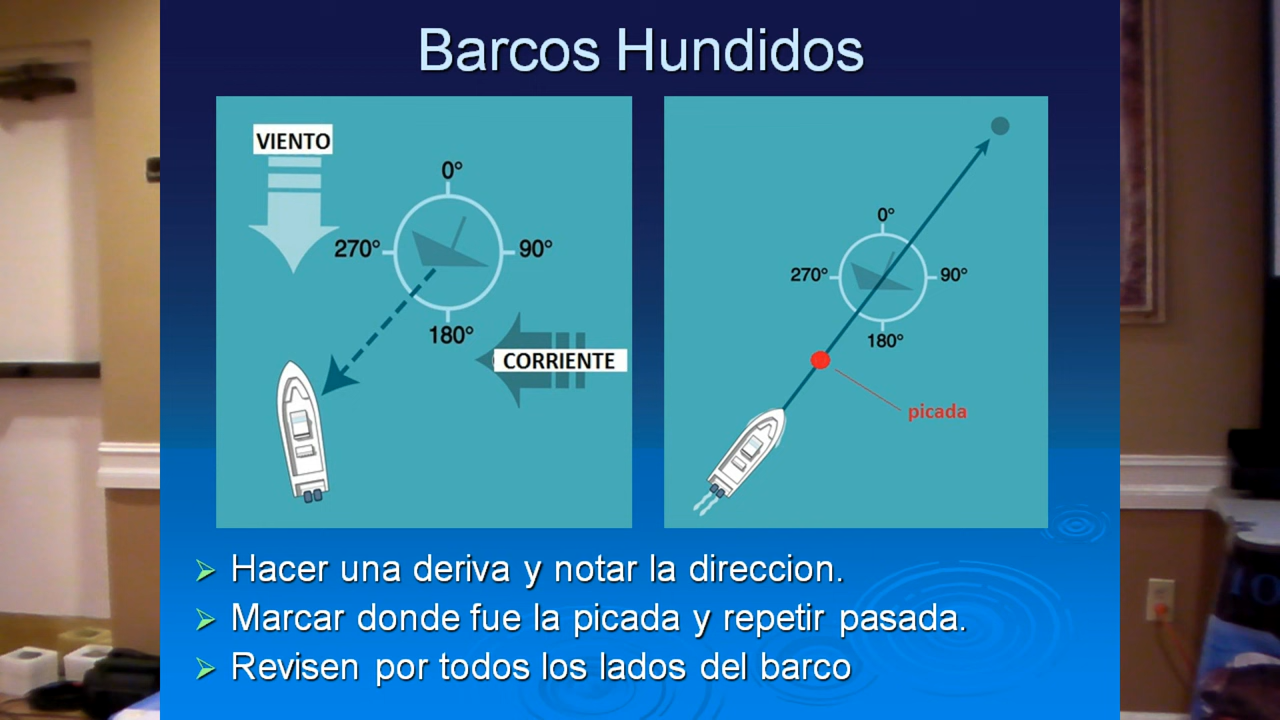 Barcos Hundidos
VIENTO
0°
270°
90°
180°
CORRIENTE
0°
270°
90°
180°
picada
Hacer una deriva y notar la direccion.
Marcar donde fue la picada y repetir pasada.
Revisen por todos los lados del barco